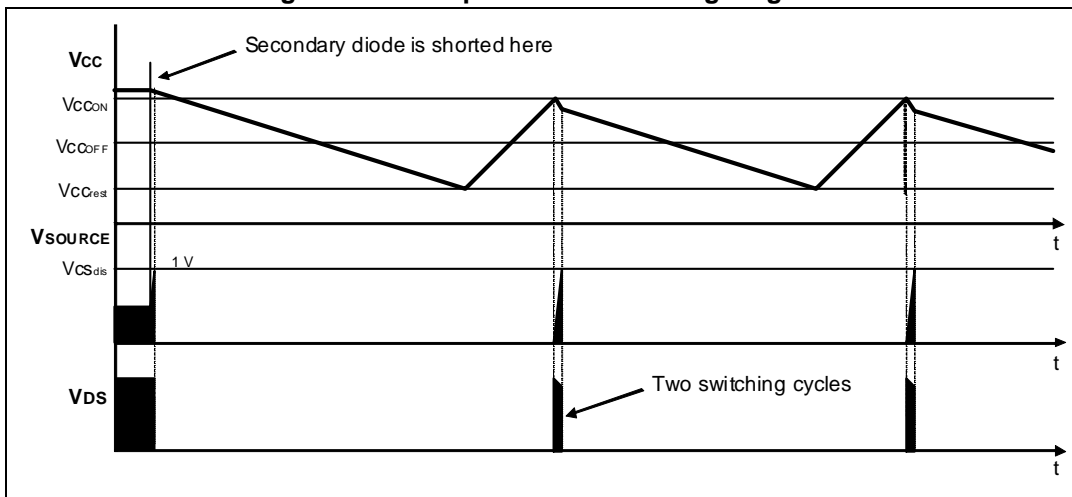 Secondary diode is shorted here
VCC
VCCON
VCCOFF
VCCrest
t
VSOURCE
VCSdis
1 V
t
VDS
Two switching cycles
t